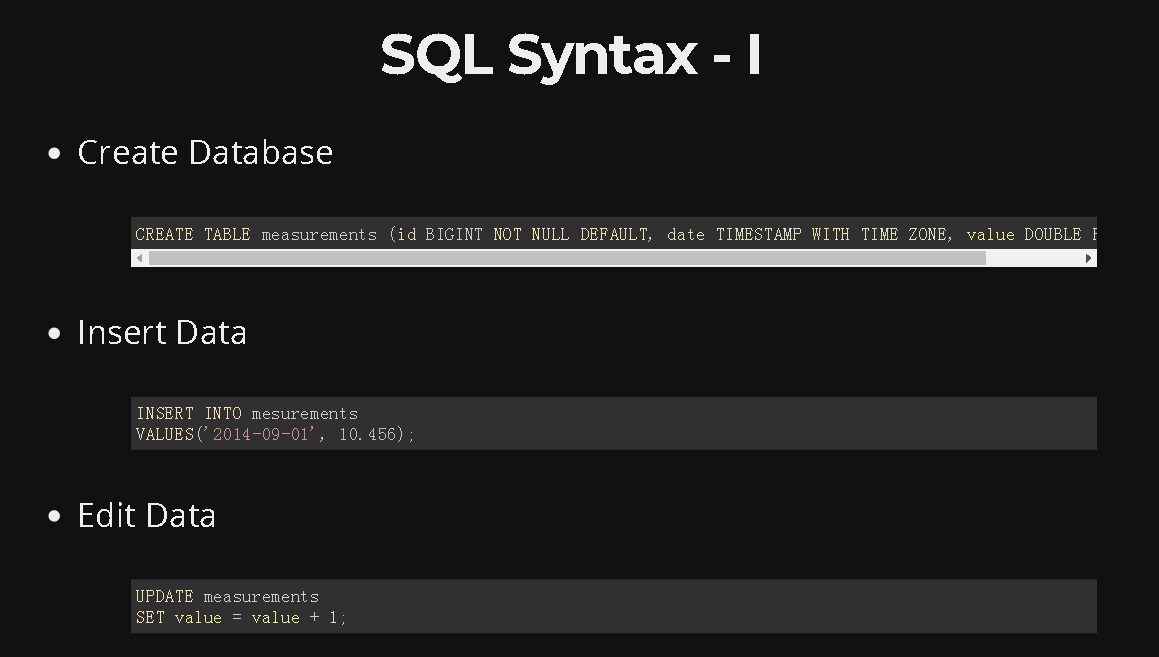 SQL Syntax - I
Create Database
CREATE TABLE measurements (id BIGINT NOT NULL DEFAULT, date TIMESTAMP WITH TIME ZONE, value DOUBLE
Insert Data
INSERT INTO mesurements
VALUES('2014-09-01', 10.456);
Edit Data
UPDATE measurements
SET value = value + 1;